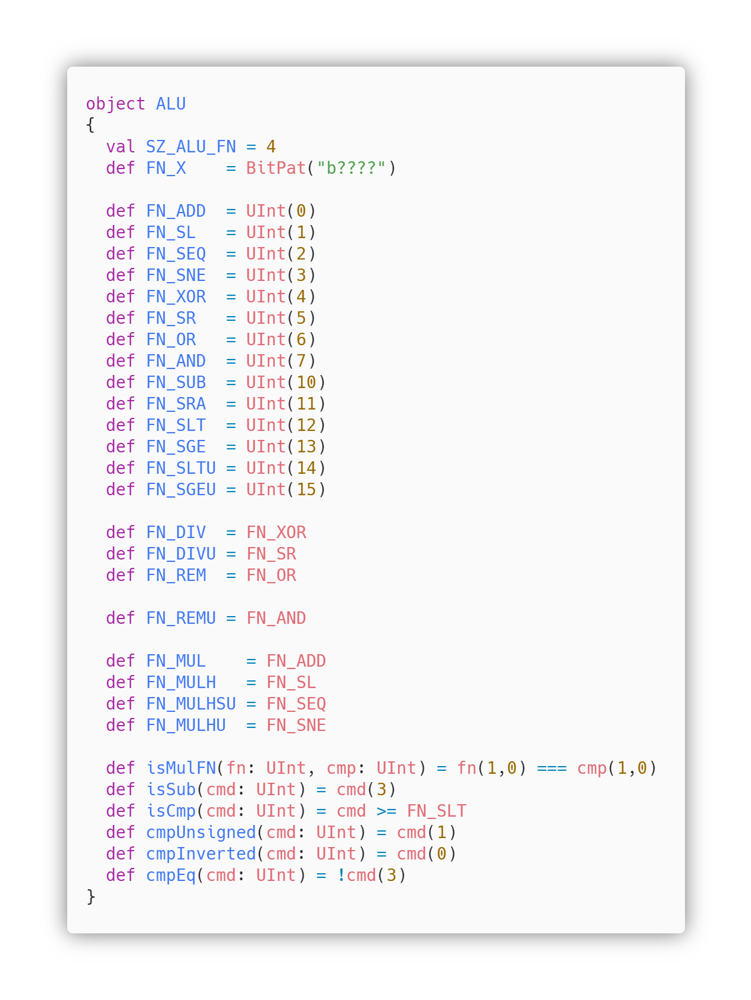 object ALU
{
  val SZ_ALU_FN = 4
  def FN_X    = BitPat("b????")

  def FN_ADD  = UInt(0)
  def FN_SL   = UInt(1)
  def FN_SEQ  = UInt(2)
  def FN_SNE  = UInt(3)
  def FN_XOR  = UInt(4)
  def FN_SR   = UInt(5)
  def FN_OR   = UInt(6)
  def FN_AND  = UInt(7)
  def FN_SUB  = UInt(10)
  def FN_SRA  = UInt(11)
  def FN_SLT  = UInt(12)
  def FN_SGE  = UInt(13)
  def FN_SLTU = UInt(14)
  def FN_SGEU = UInt(15)

  def FN_DIV  = FN_XOR
  def FN_DIVU = FN_SR
  def FN_REM  = FN_OR

  def FN_REMU = FN_AND

  def FN_MUL    = FN_ADD
  def FN_MULH   = FN_SL
  def FN_MULHSU = FN_SEQ
  def FN_MULHU  = FN_SNE

  def isMulFN(fn: UInt, cmp: UInt) = fn(1,0) === cmp(1,0)
  def isSub(cmd: UInt) = cmd(3)
  def isCmp(cmd: UInt) = cmd >= FN_SLT
  def cmpUnsigned(cmd: UInt) = cmd(1)
  def cmpInverted(cmd: UInt) = cmd(0)
  def cmpEq(cmd: UInt) = !cmd(3)
}